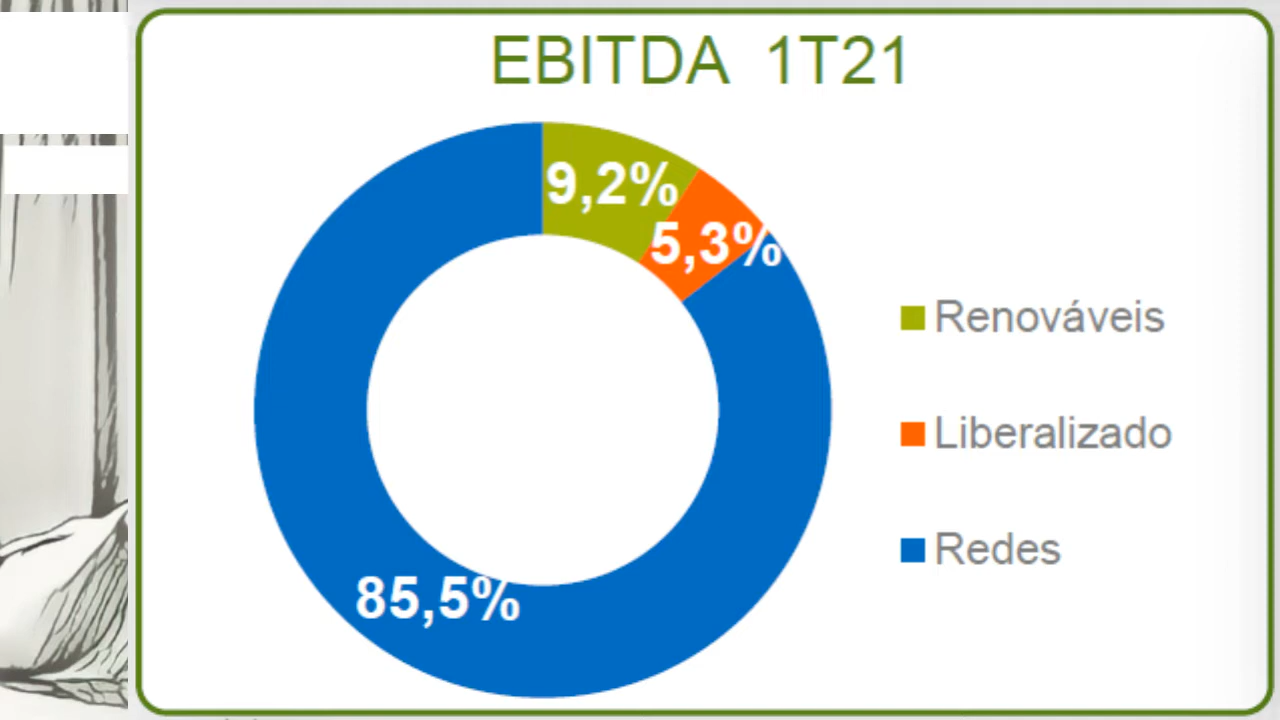 EBITDA 1T21
9,2%
5,3%
85,5%
Renováveis
Liberalizado
Redes